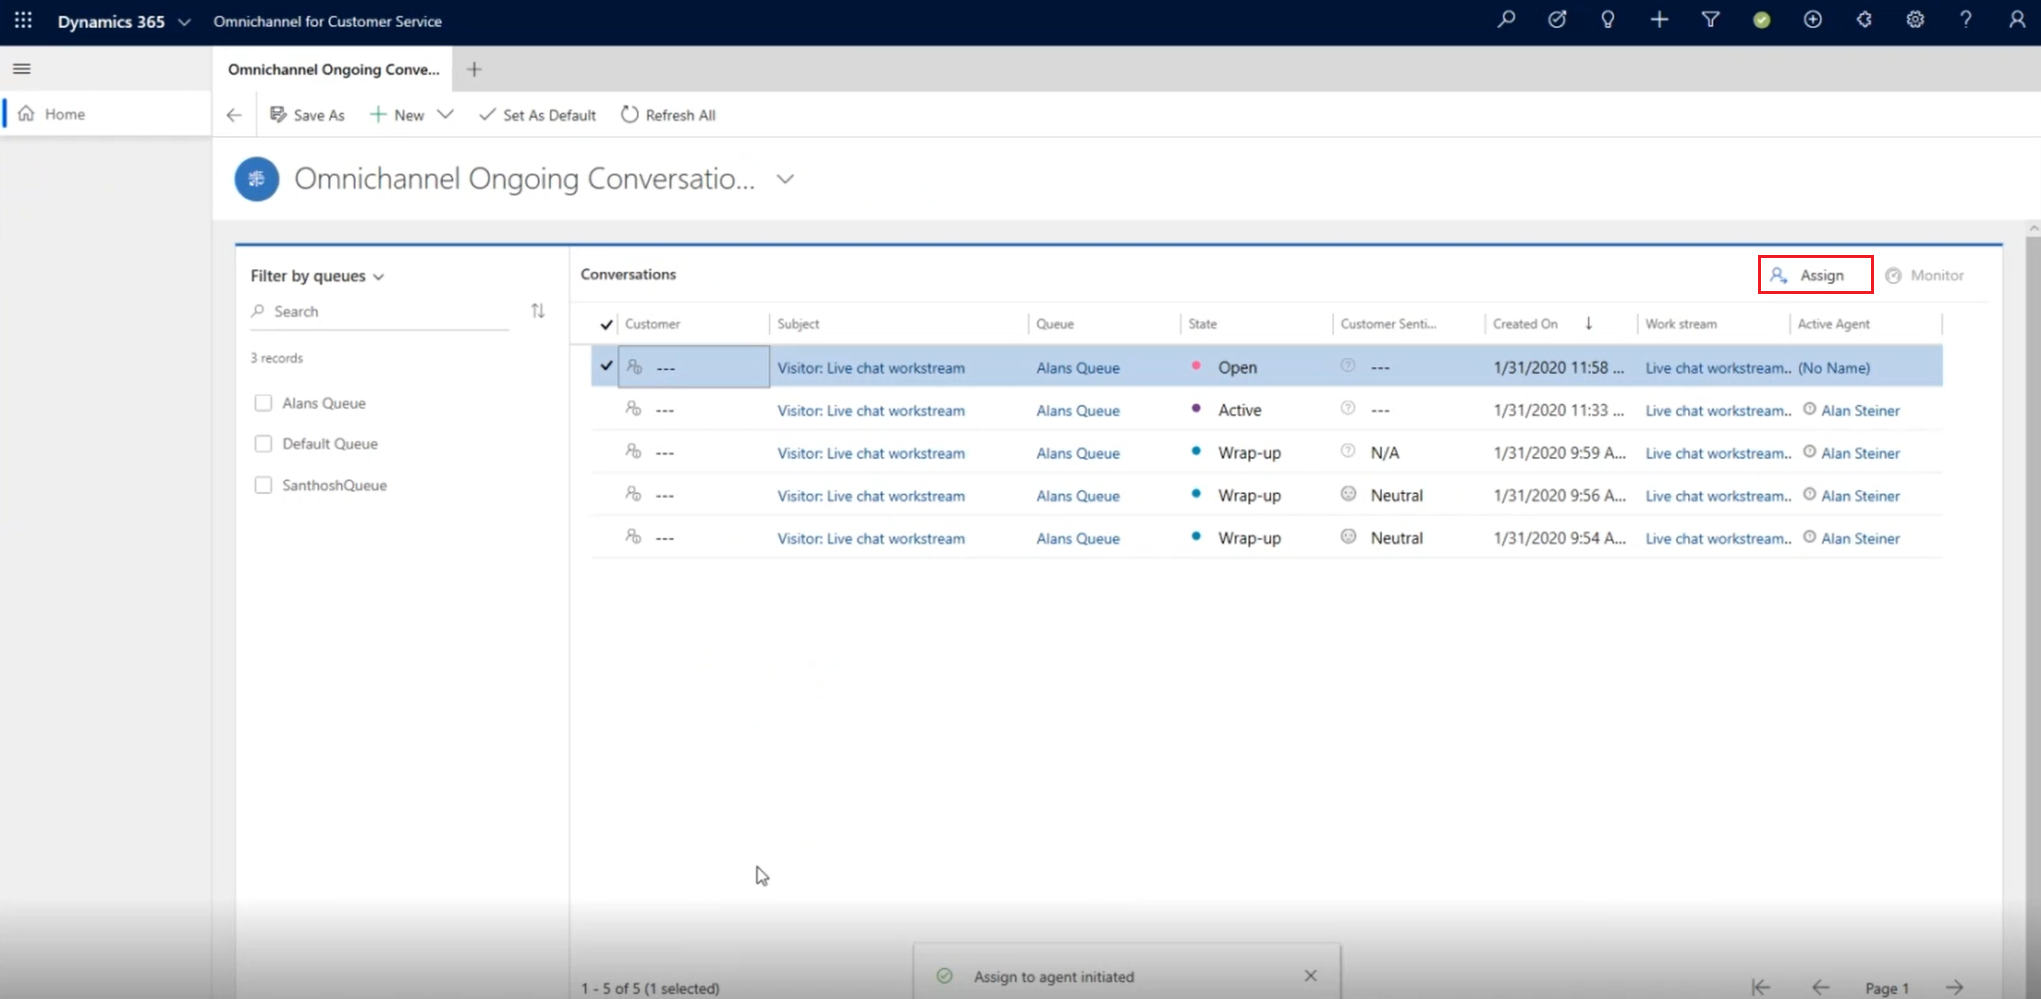 Dynamics 365 Omnichannel for Customer Service
Omnichannel Ongoing Conve...
Home
Save As New Set As Default Refresh All
Omnichannel Ongoing Conversatio...
Filter by queues
Search
3 records
Alans Queue
Default Queue
SanthoshQueue
Conversations Assign Monitor
Customer Subject Queue State Customer Senti... Created On Work stream Active Agent
--- Visitor: Live chat workstream Alans Queue Open --- 1/31/2020 11:58 ... Live chat workstream.. (No Name)
--- Visitor: Live chat workstream Alans Queue Active --- 1/31/2020 11:33 ... Live chat workstream.. Alan Steiner
--- Visitor: Live chat workstream Alans Queue Wrap-up N/A 1/31/2020 9:59 A... Live chat workstream.. Alan Steiner
--- Visitor: Live chat workstream Alans Queue Wrap-up Neutral 1/31/2020 9:56 A... Live chat workstream.. Alan Steiner
--- Visitor: Live chat workstream Alans Queue Wrap-up Neutral 1/31/2020 9:54 A... Live chat workstream.. Alan Steiner
Assign to agent initiated
1 - 5 of 5 (1 selected) Page 1